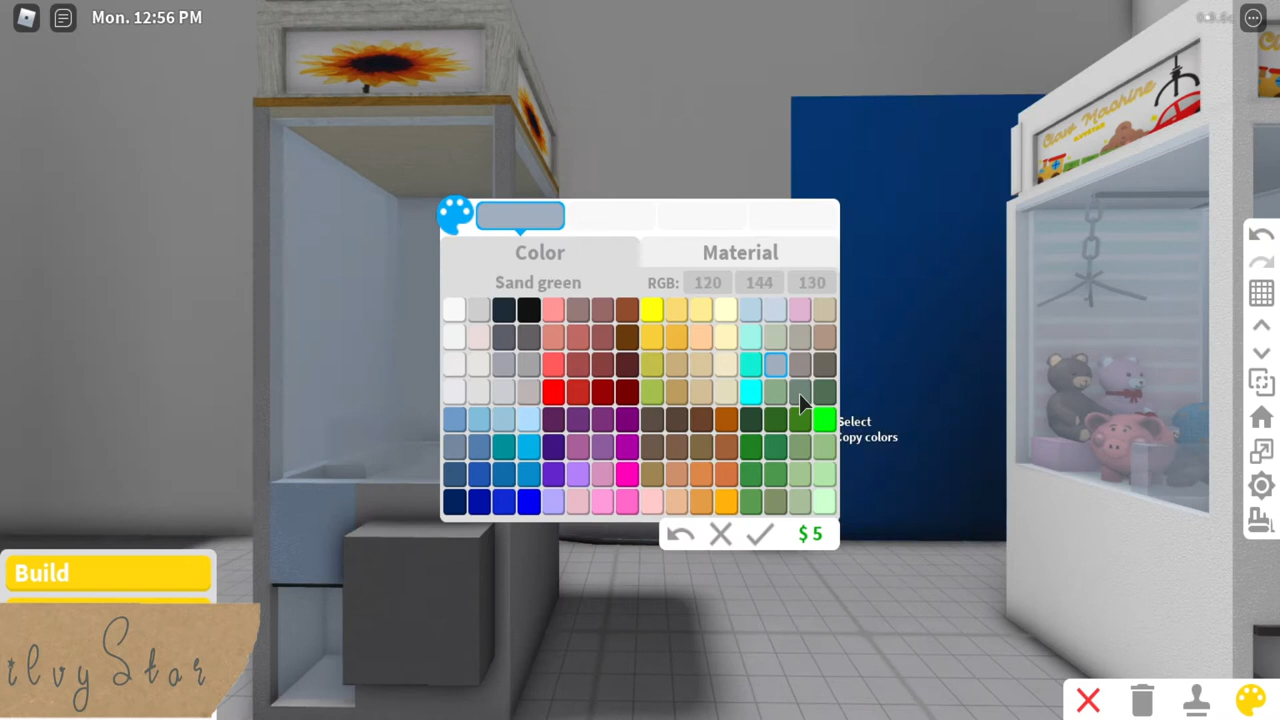 Mon. 12:56 PM
Claw Machine
Color
Material
Sand green
RGB: 120 144 130
Select
Copy colors
$ 5
Build
ilvyStar